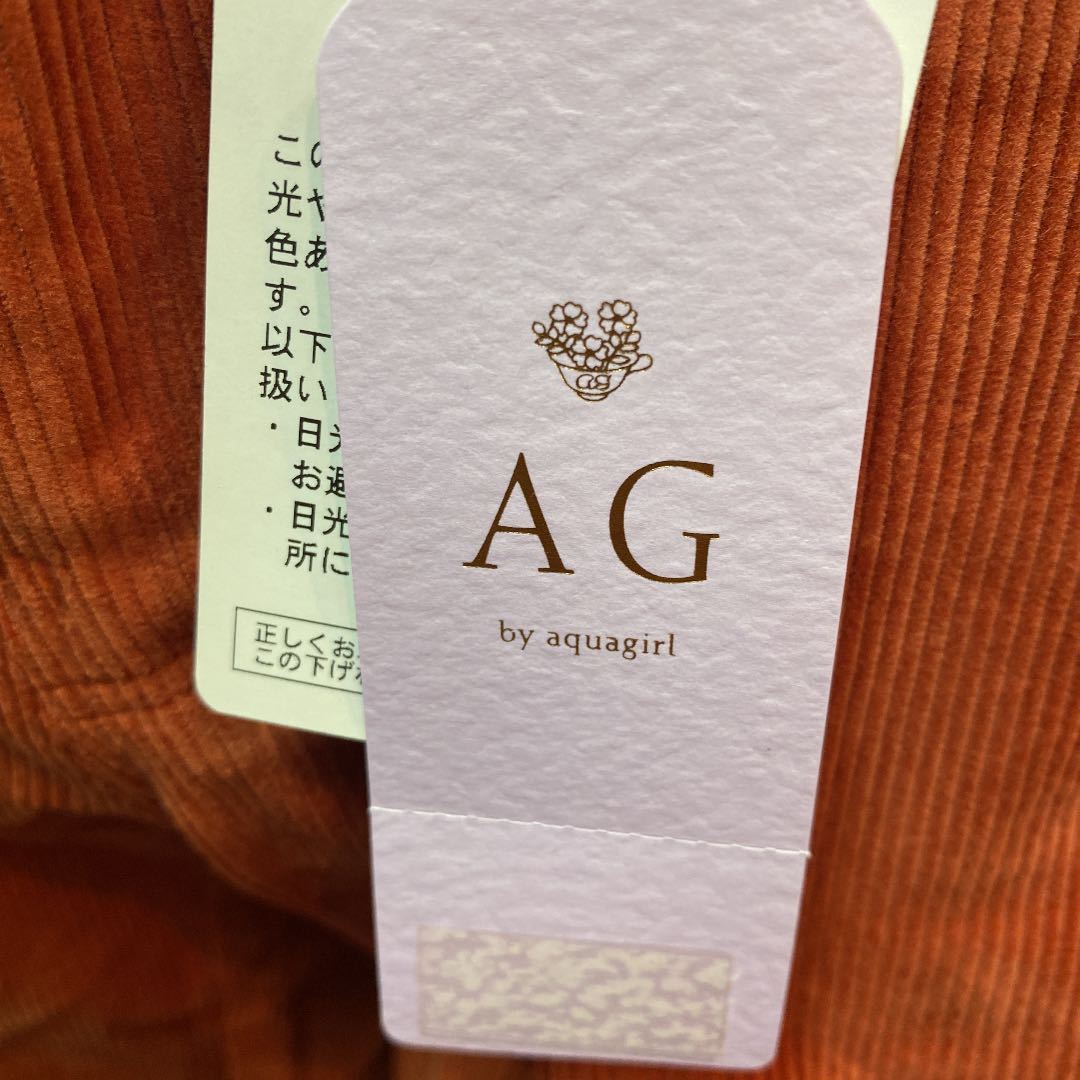 この
光や
色あ
す。
以下
扱い
・日光
お避
・日光
所に
正しくお
この下げ
ag
AG
by aquagirl